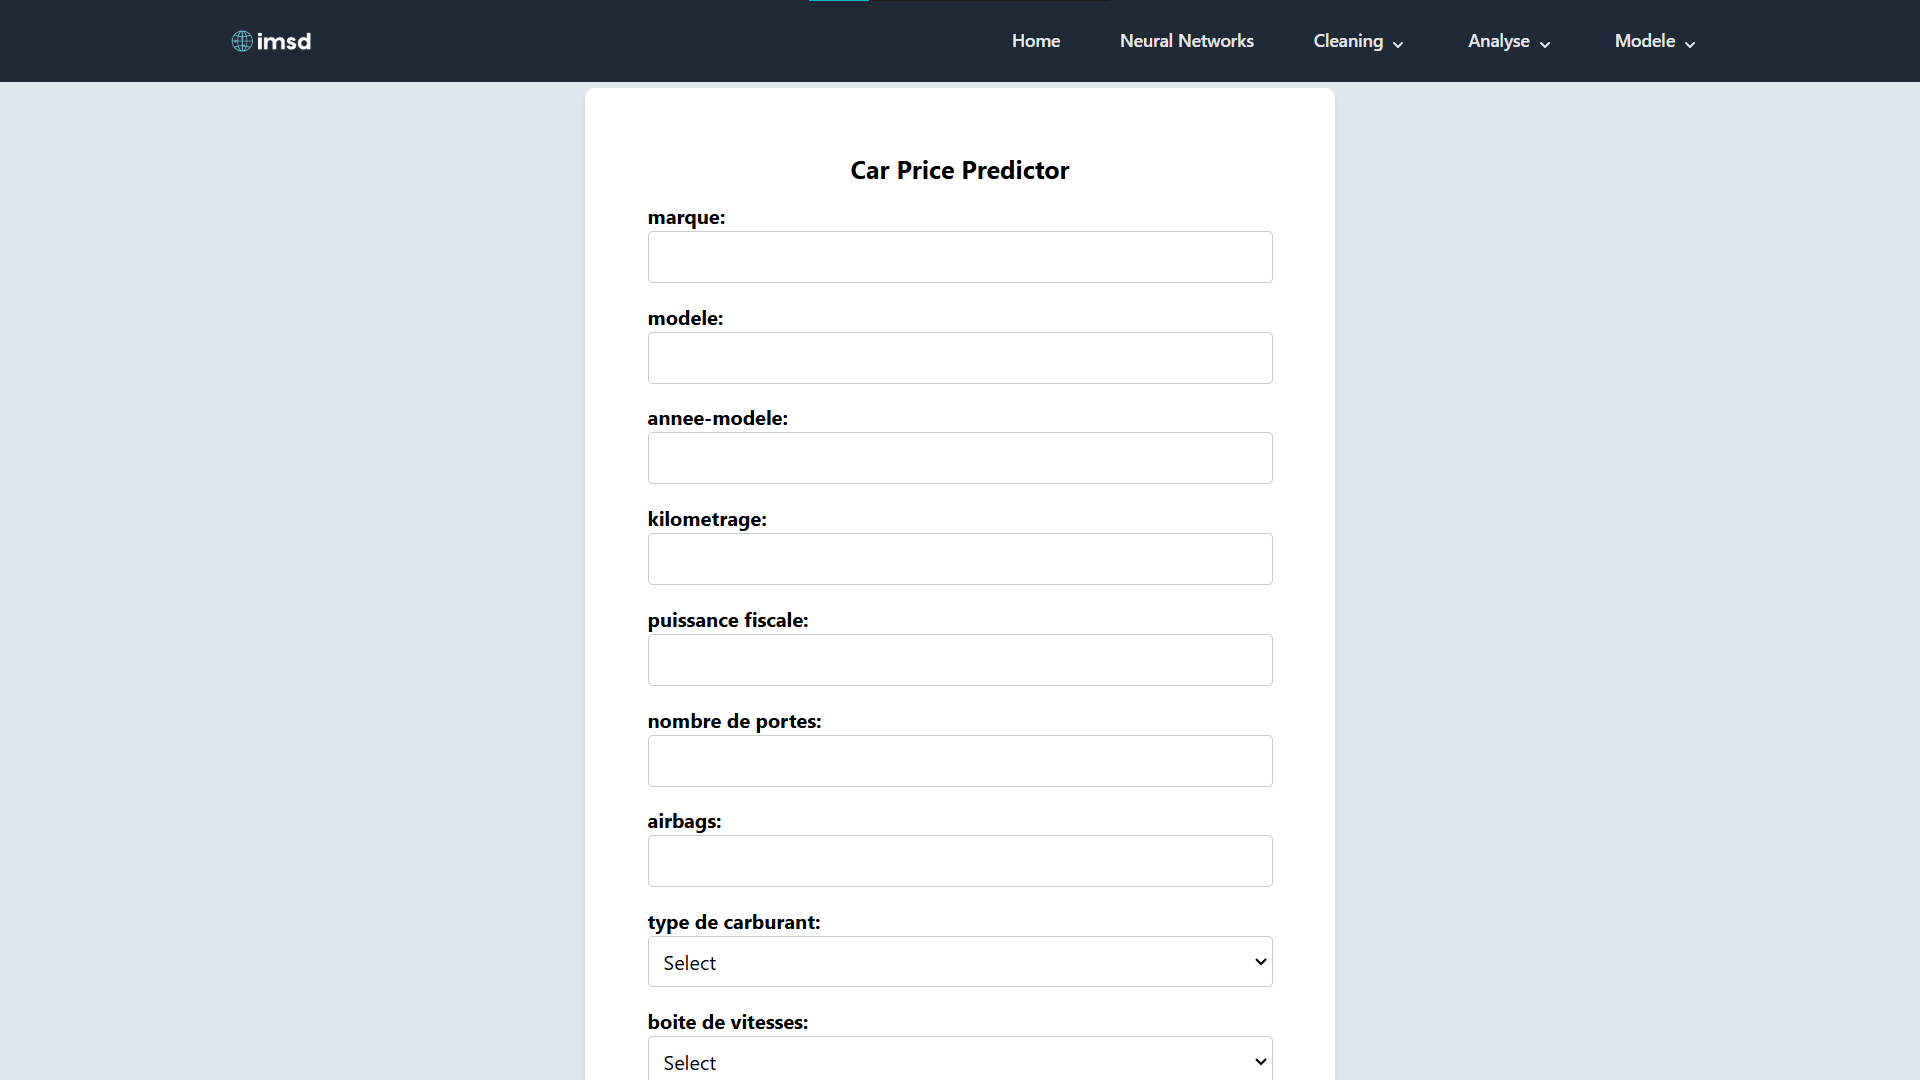 imsd
Home
Neural Networks
Cleaning
Analyse
Modele
Car Price Predictor
marque:
modele:
annee-modele:
kilometrage:
puissance fiscale:
nombre de portes:
airbags:
type de carburant:
Select
boite de vitesses:
Select